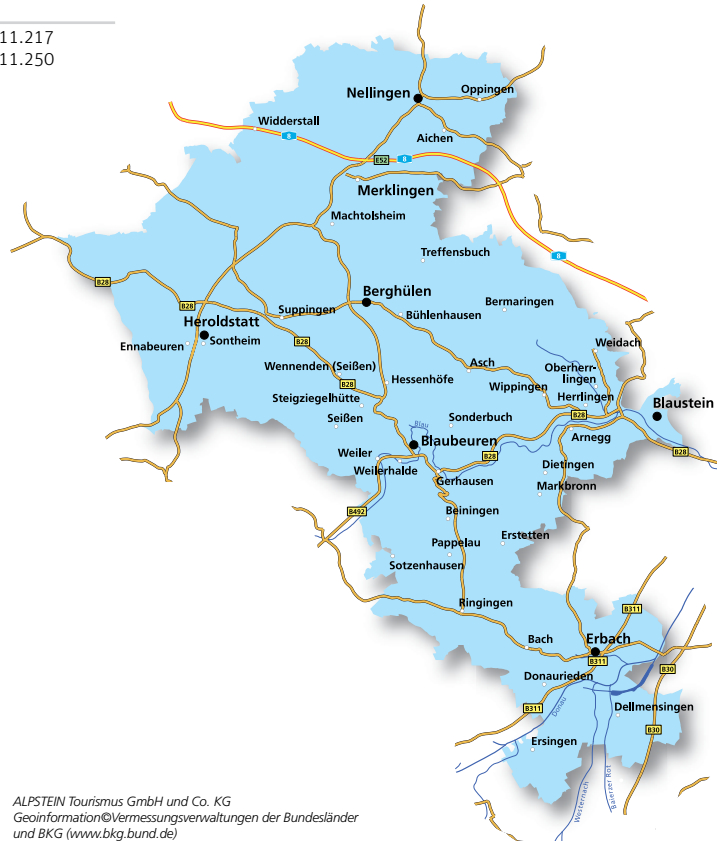 11.217
11.250
Nellingen
Oppingen
Widderstall
8
Aichen
E52
8
Merklingen
Machtolsheim
Treffensbuch
8
B28
Berghülen
B28
Suppingen
Bermaringen
Bühlenhausen
Heroldstatt
Ennabeuren
Sontheim
B28
Weidach
Wennenden (Seißen)
Asch
Oberherr-
lingen
B28
Hessenhöfe
Wippingen
Steigziegelhütte
Herrlingen
Blaustein
Seißen
Sonderbuch
B28
Blau
Arnegg
Blaubeuren
Weiler
B28
B28
Weilerhalde
Dietingen
Gerhausen
Markbronn
B492
Beiningen
Erstetten
Pappelau
Sotzenhausen
Ringingen
B311
Bach
Erbach
B311
B30
Donaurieden
B311
Donau
Dellmensingen
B30
Ersingen
Westernach
Baierzer Rot
ALPSTEIN Tourismus GmbH und Co. KG
Geoinformation©Vermessungsverwaltungen der Bundesländer
und BKG (www.bkg.bund.de)